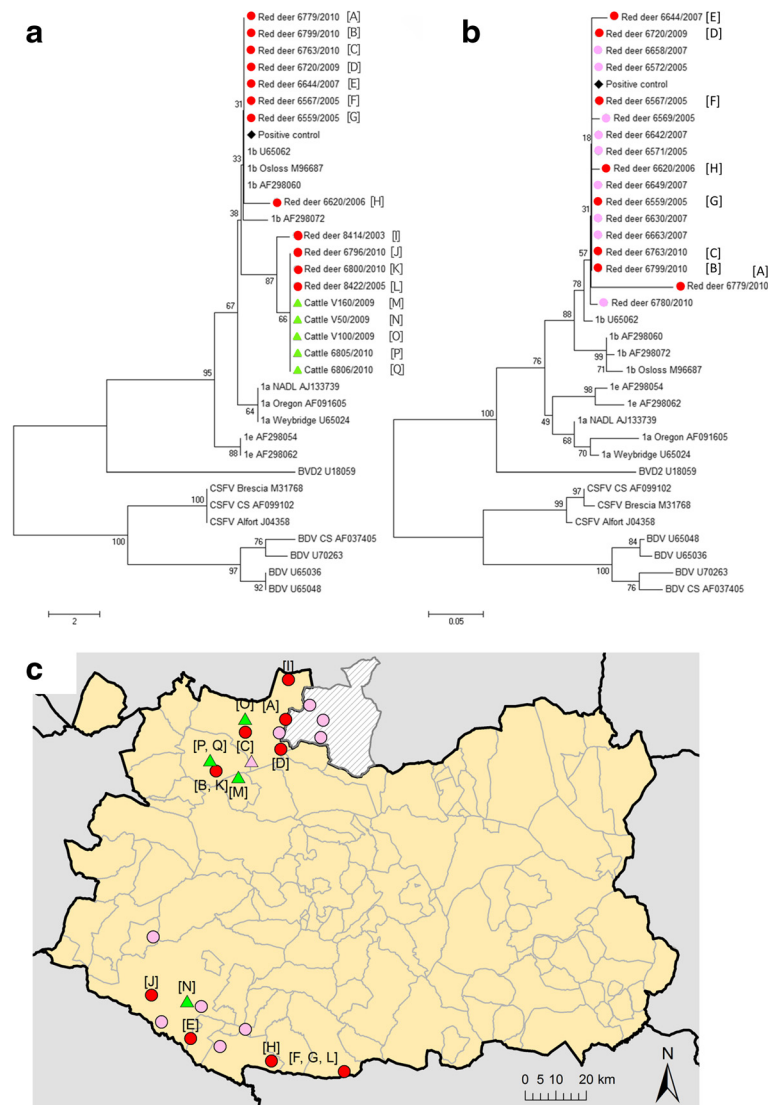 a
Red deer 6779/2010 [A]
Red deer 6799/2010 [B]
Red deer 6763/2010 [C]
Red deer 6720/2009 [D]
Red deer 6644/2007 [E]
Red deer 6567/2005 [F]
Red deer 6559/2005 [G]
Positive control
1b U65062
1b Osloss M96687
1b AF298060
Red deer 6620/2006 [H]
1b AF298072
Red deer 8414/2003 [I]
Red deer 6796/2010 [J]
Red deer 6800/2010 [K]
Red deer 8422/2005 [L]
Cattle V160/2009 [M]
Cattle V50/2009 [N]
Cattle V100/2009 [O]
Cattle 6805/2010 [P]
Cattle 6806/2010 [Q]
1a NADL AJ133739
1a Oregon AF091605
1a Weybridge U65024
1e AF298054
1e AF298062
BVD2 U18059
CSFV Brescia M31768
CSFV CS AF099102
CSFV Alfort J04358
BDV CS AF037405
BDV U70263
BDV U65036
BDV U65048
31
33
38
87
66
67
95
64
88
100
100
76
97
92
2
b
Red deer 6644/2007 [E]
Red deer 6720/2009 [D]
Red deer 6658/2007
Red deer 6572/2005
Positive control
Red deer 6567/2005 [F]
Red deer 6569/2005
Red deer 6642/2007
Red deer 6571/2005
Red deer 6620/2006 [H]
Red deer 6649/2007
Red deer 6559/2005 [G]
Red deer 6630/2007
Red deer 6663/2007
Red deer 6763/2010 [C]
Red deer 6799/2010 [B]
[A]
Red deer 6779/2010
Red deer 6780/2010
1b U65062
1b AF298060
1b AF298072
1b Osloss M96687
1e AF298054
1e AF298062
1a NADL AJ133739
1a Oregon AF091605
1a Weybridge U65024
BVD2 U18059
CSFV CS AF099102
CSFV Brescia M31768
CSFV Alfort J04358
BDV U65048
BDV U65036
BDV U70263
BDV CS AF037405
18
31
57
78
88
99
71
76
98
49
68
70
100
97
99
84
100
76
0.05
c
[I]
[O] [A]
[P, Q] [C]
[D]
[B, K] [M]
[J] [N]
[E]
[H] [F, G, L]
N
0 5 10 20 km